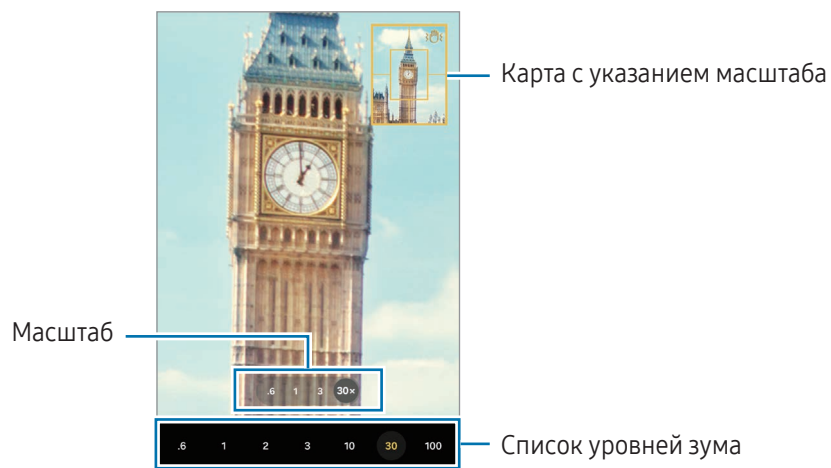 Карта с указанием масштаба
Масштаб
.6 1 3 30×
.6 1 2 3 10 30 100
Список уровней зума